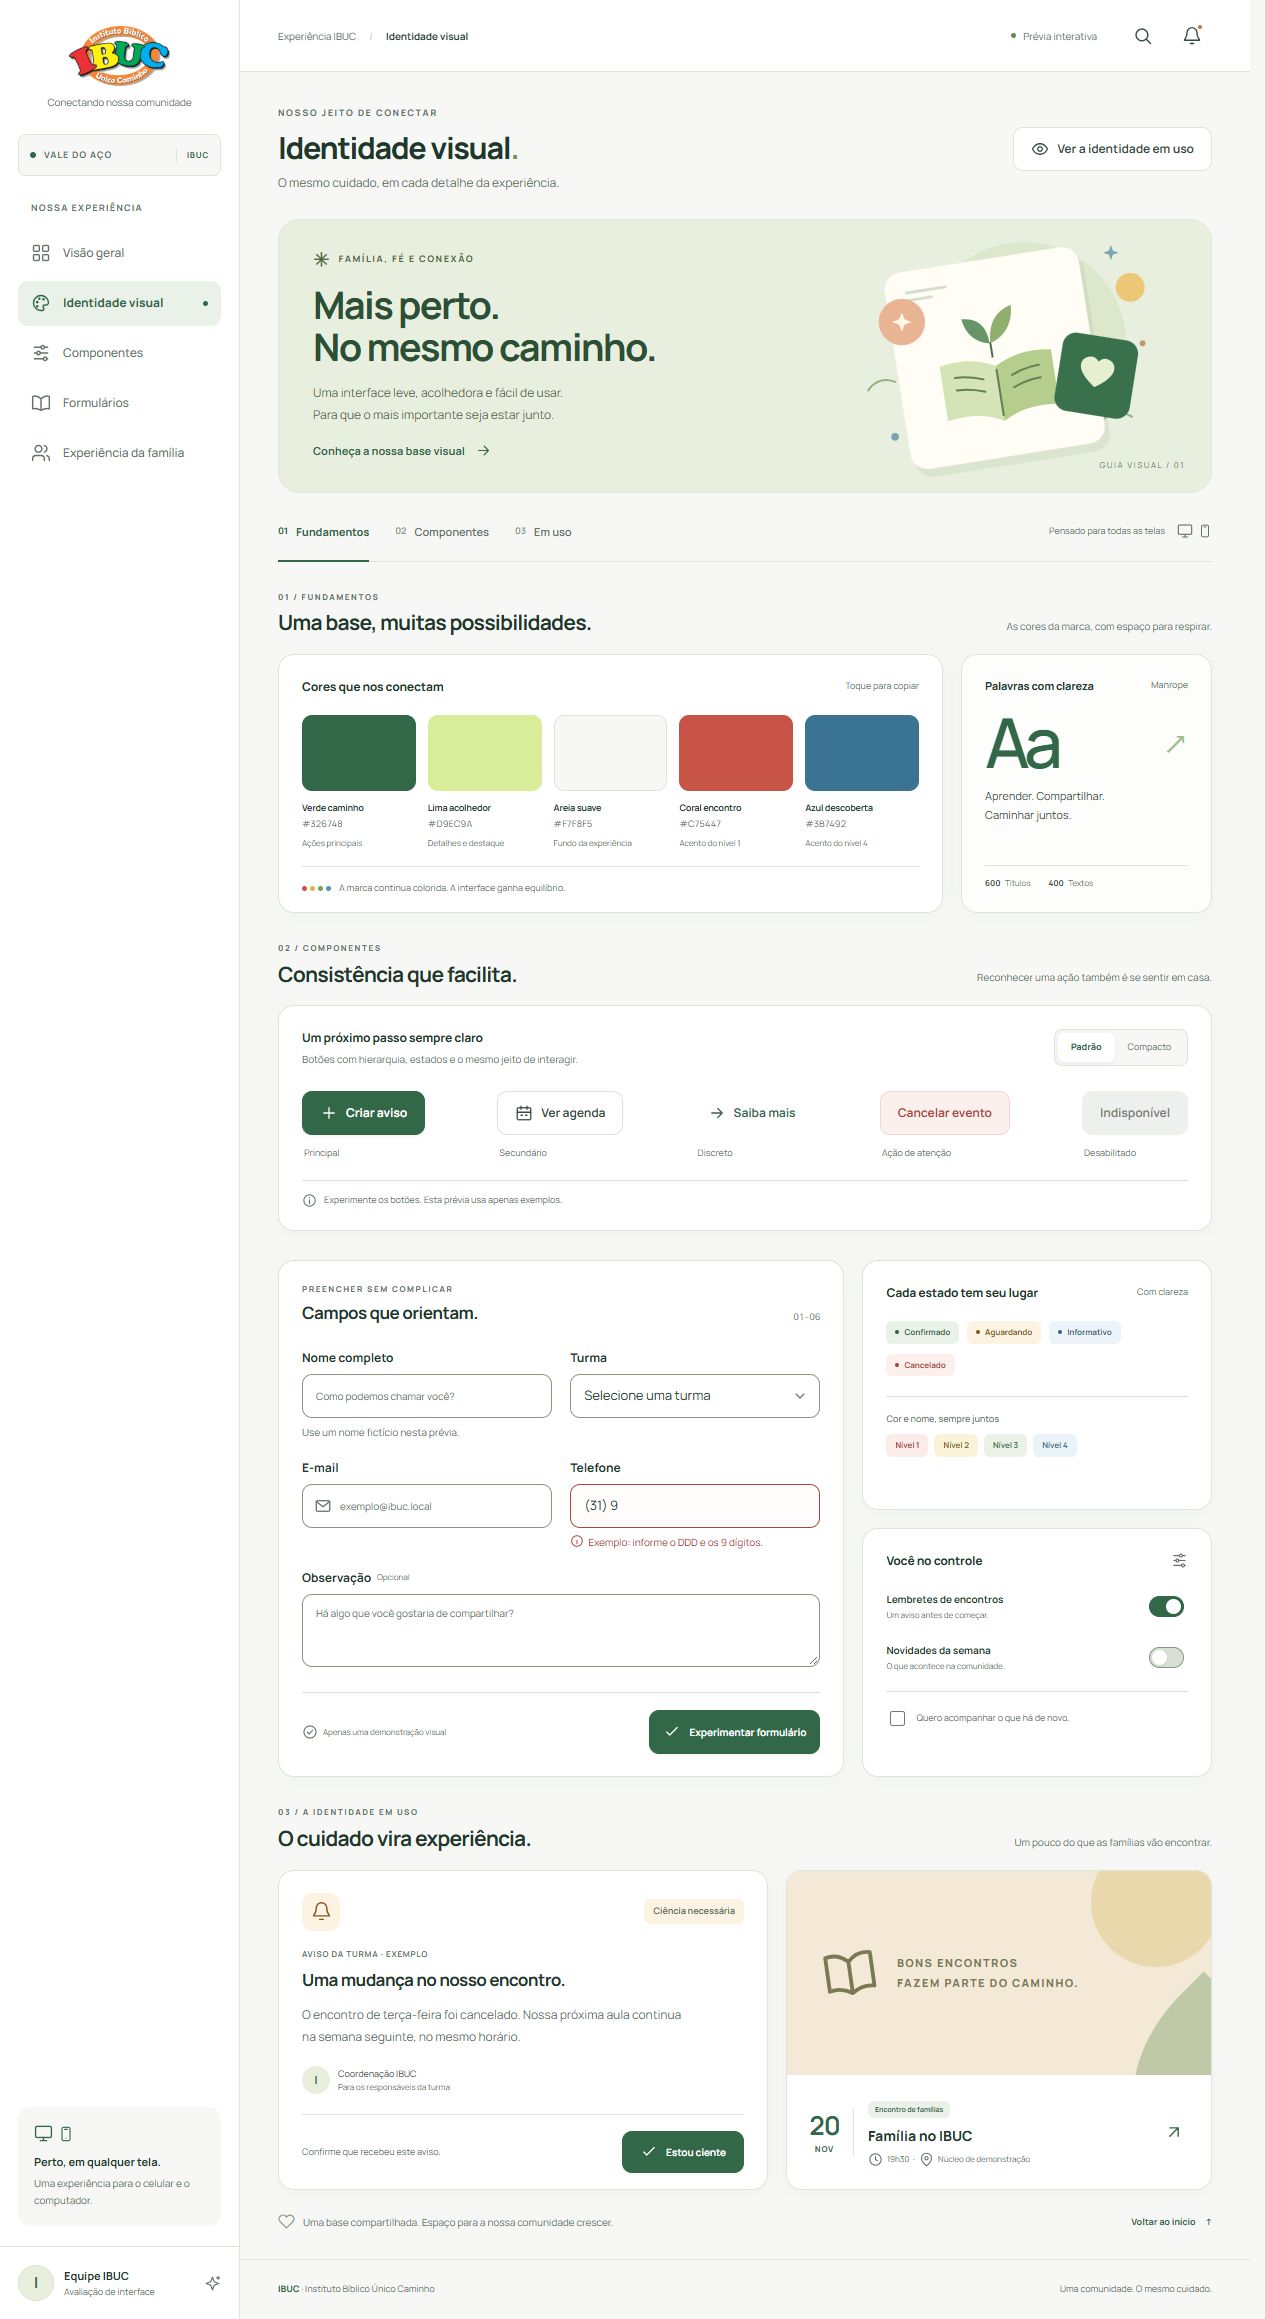 Instituto Bíblico
IBUC
Único Caminho
Conectando nossa comunidade
VALE DO AÇO
IBUC
NOSSA EXPERIÊNCIA
Visão geral
Identidade visual
Componentes
Formulários
Experiência da família
Perto, em qualquer tela.
Uma experiência para o celular e o
computador.
I
Equipe IBUC
Avaliação de interface
Experiência IBUC / Identidade visual
Prévia interativa
NOSSO JEITO DE CONECTAR
Identidade visual.
O mesmo cuidado, em cada detalhe da experiência.
Ver a identidade em uso
FAMÍLIA, FÉ E CONEXÃO
Mais perto.
No mesmo caminho.
Uma interface leve, acolhedora e fácil de usar.
Para que o mais importante seja estar junto.
Conheça a nossa base visual
GUIA VISUAL / 01
01 Fundamentos
02 Componentes
03 Em uso
Pensado para todas as telas
01 / FUNDAMENTOS
Uma base, muitas possibilidades.
As cores da marca, com espaço para respirar.
Cores que nos conectam
Toque para copiar
Verde caminho
#326748
Ações principais
Lima acolhedor
#D9EC9A
Detalhes e destaque
Areia suave
#F7F8F5
Fundo da experiência
Coral encontro
#C75447
Acento do nível 1
Azul descoberta
#3B7492
Acento do nível 4
A marca continua colorida. A interface ganha equilíbrio.
Palavras com clareza
Manrope
Aa
Aprender. Compartilhar.
Caminhar juntos.
600 Títulos
400 Textos
02 / COMPONENTES
Consistência que facilita.
Reconhecer uma ação também é se sentir em casa.
Um próximo passo sempre claro
Botões com hierarquia, estados e o mesmo jeito de interagir.
Padrão
Compacto
Criar aviso
Ver agenda
Saiba mais
Cancelar evento
Indisponível
Principal
Secundário
Discreto
Ação de atenção
Desabilitado
Experimente os botões. Esta prévia usa apenas exemplos.
PREENCHER SEM COMPLICAR
Campos que orientam.
01-06
Nome completo
Como podemos chamar você?
Use um nome fictício nesta prévia.
Turma
Selecione uma turma
E-mail
exemplo@ibuc.local
Telefone
(31) 9
Exemplo: informe o DDD e os 9 dígitos.
Observação Opcional
Há algo que você gostaria de compartilhar?
Apenas uma demonstração visual
Experimentar formulário
Cada estado tem seu lugar
Com clareza
Confirmado
Aguardando
Informativo
Cancelado
Cor e nome, sempre juntos
Nível 1
Nível 2
Nível 3
Nível 4
Você no controle
Lembretes de encontros
Um aviso antes de começar.
Novidades da semana
O que acontece na comunidade.
Quero acompanhar o que há de novo.
03 / A IDENTIDADE EM USO
O cuidado vira experiência.
Um pouco do que as famílias vão encontrar.
Ciência necessária
AVISO DA TURMA · EXEMPLO
Uma mudança no nosso encontro.
O encontro de terça-feira foi cancelado. Nossa próxima aula continua
na semana seguinte, no mesmo horário.
I
Coordenação IBUC
Para os responsáveis da turma
Confirme que recebeu este aviso.
Estou ciente
BONS ENCONTROS
FAZEM PARTE DO CAMINHO.
20
NOV
Encontro de famílias
Família no IBUC
19h30 · Núcleo de demonstração
Uma base compartilhada. Espaço para a nossa comunidade crescer.
Voltar ao início ↑
IBUC · Instituto Bíblico Único Caminho
Uma comunidade. O mesmo cuidado.